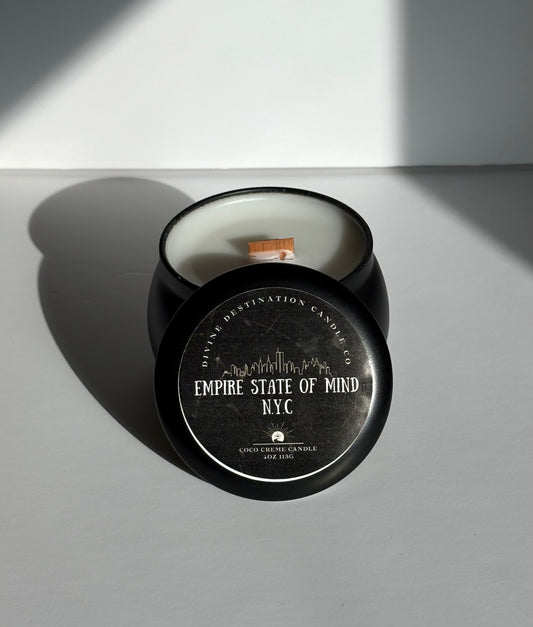 DIVINE DESTINATION CANDLE CO
EMPIRE STATE OF MIND
N.Y.C
COCO CREME CANDLE
4OZ 113G